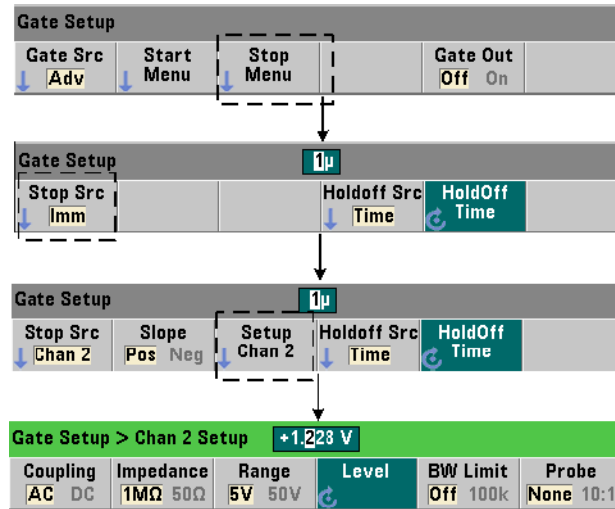 Gate Setup
Gate Src Start Stop Gate Out
Adv Menu Menu Off On
Gate Setup 1µ
Stop Src Holdoff Src HoldOff
Imm Time Time
Gate Setup 1µ
Stop Src Slope Setup Holdoff Src HoldOff
Chan 2 Pos Neg Chan 2 Time Time
Gate Setup > Chan 2 Setup +1.228 V
Coupling Impedance Range Level BW Limit Probe
AC DC 1MΩ 50Ω 5V 50V Off 100k None 10:1